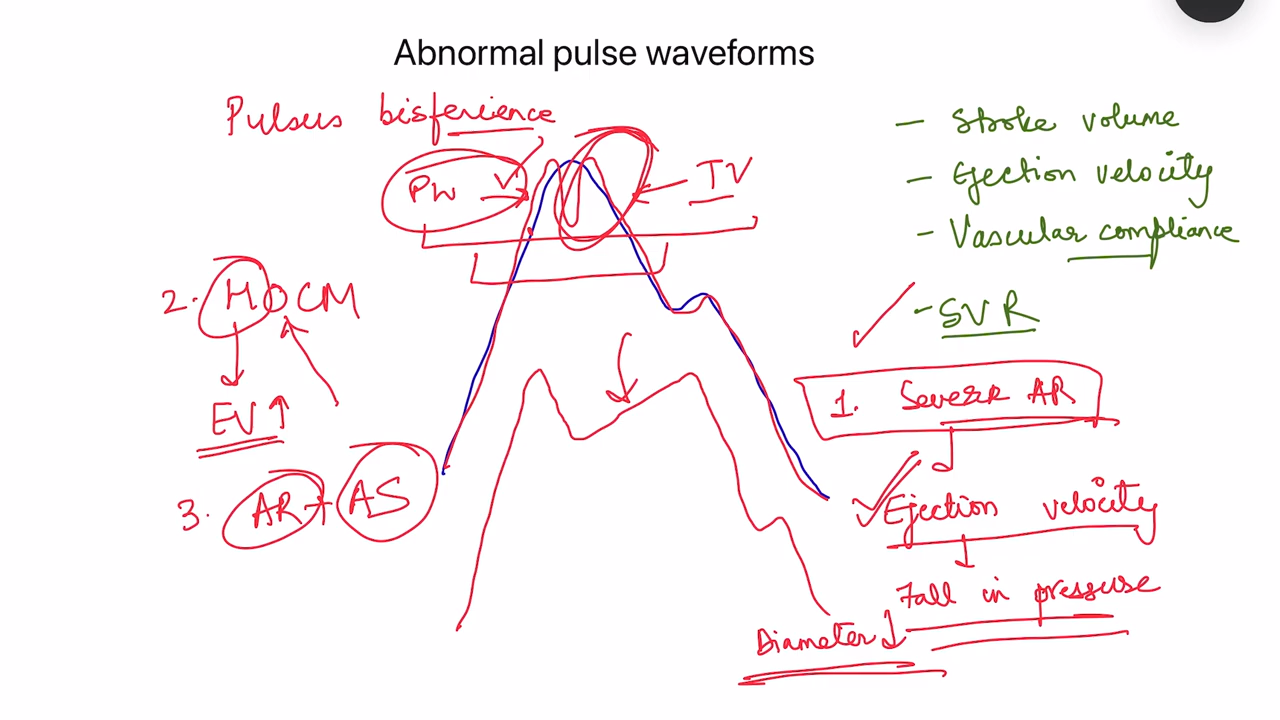 Abnormal pulse waveforms
Pulsus bisferience
PW
TV
- Stroke volume
- Ejection velocity
- Vascular compliance
- SVR
2. HOCM
EV ↑
3. AR + AS
1. Severe AR
Ejection velocity
Fall in pressure
Diameter ↓